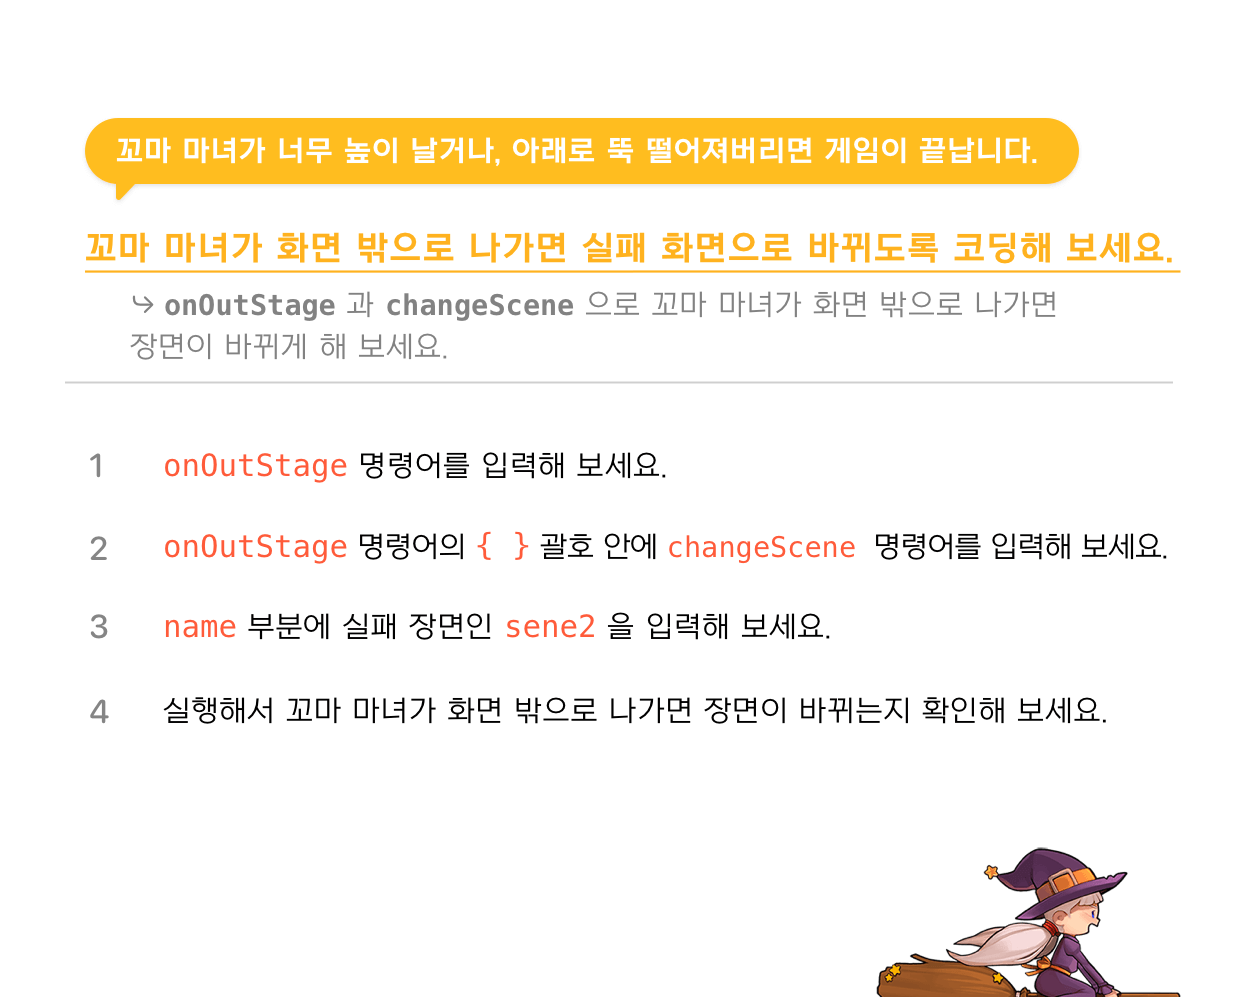 꼬마 마녀가 너무 높이 날거나, 아래로 뚝 떨어져버리면 게임이 끝납니다.
꼬마 마녀가 화면 밖으로 나가면 실패 화면으로 바뀌도록 코딩해 보세요.
↪ onOutStage 과 changeScene 으로 꼬마 마녀가 화면 밖으로 나가면
장면이 바뀌게 해 보세요.
1 onOutStage 명령어를 입력해 보세요.
2 onOutStage 명령어의 { } 괄호 안에 changeScene 명령어를 입력해 보세요.
3 name 부분에 실패 장면인 sene2 을 입력해 보세요.
4 실행해서 꼬마 마녀가 화면 밖으로 나가면 장면이 바뀌는지 확인해 보세요.